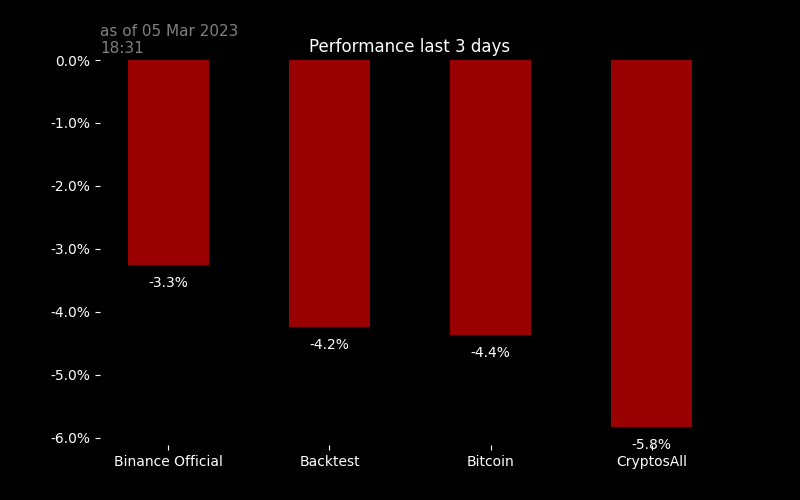 as of 05 Mar 2023
18:31
Performance last 3 days
0.0%
-1.0%
-2.0%
-3.0%
-4.0%
-5.0%
-6.0%
-3.3%
-4.2%
-4.4%
-5.8%
Binance Official
Backtest
Bitcoin
CryptosAll